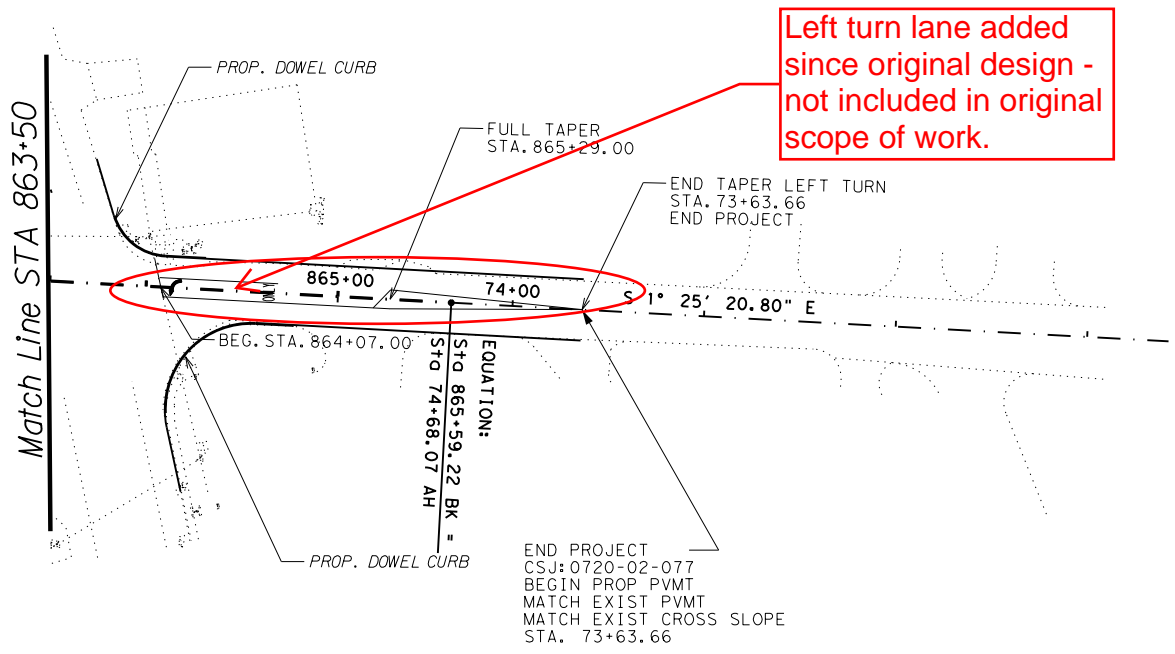 Left turn lane added
since original design -
not included in original
scope of work.
PROP. DOWEL CURB
Match Line STA 863+50
FULL TAPER
STA.865+29.00
END TAPER LEFT TURN
STA.73+63.66
END PROJECT
865+00
74+00
S 1° 25' 20.80" E
BEG.STA.864+07.00
EQUATION:
Sta 865+59.22 BK =
Sta 74+68.07 AH
PROP. DOWEL CURB
END PROJECT
CSJ:0720-02-077
BEGIN PROP PVMT
MATCH EXIST PVMT
MATCH EXIST CROSS SLOPE
STA. 73+63.66